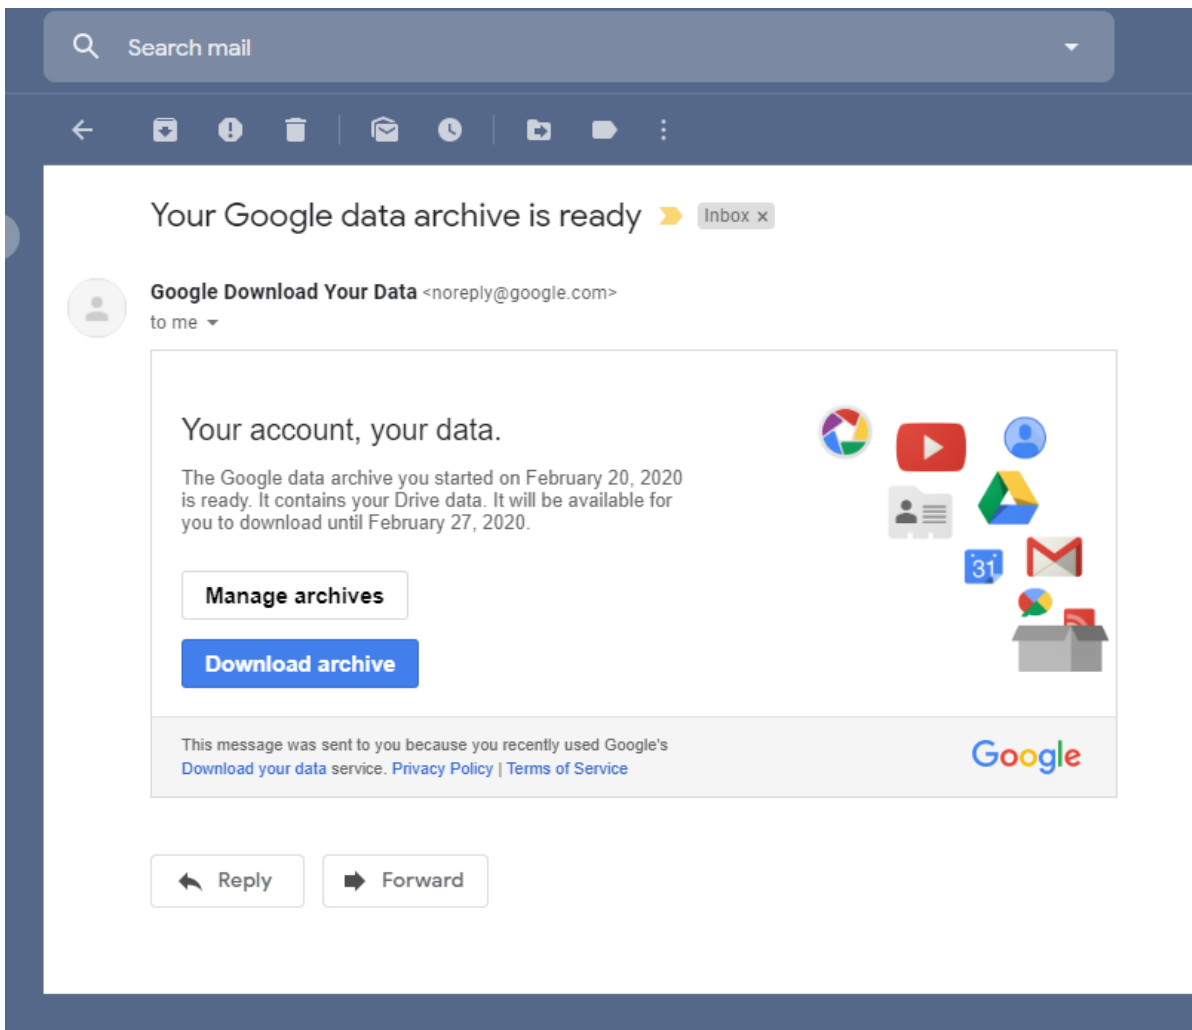 Search mail
Your Google data archive is ready Inbox x
Google Download Your Data <noreply@google.com>
to me
Your account, your data.
The Google data archive you started on February 20, 2020
is ready. It contains your Drive data. It will be available for
you to download until February 27, 2020.
31
Manage archives
Download archive
This message was sent to you because you recently used Google's
Download your data service. Privacy Policy | Terms of Service
Google
Reply
Forward